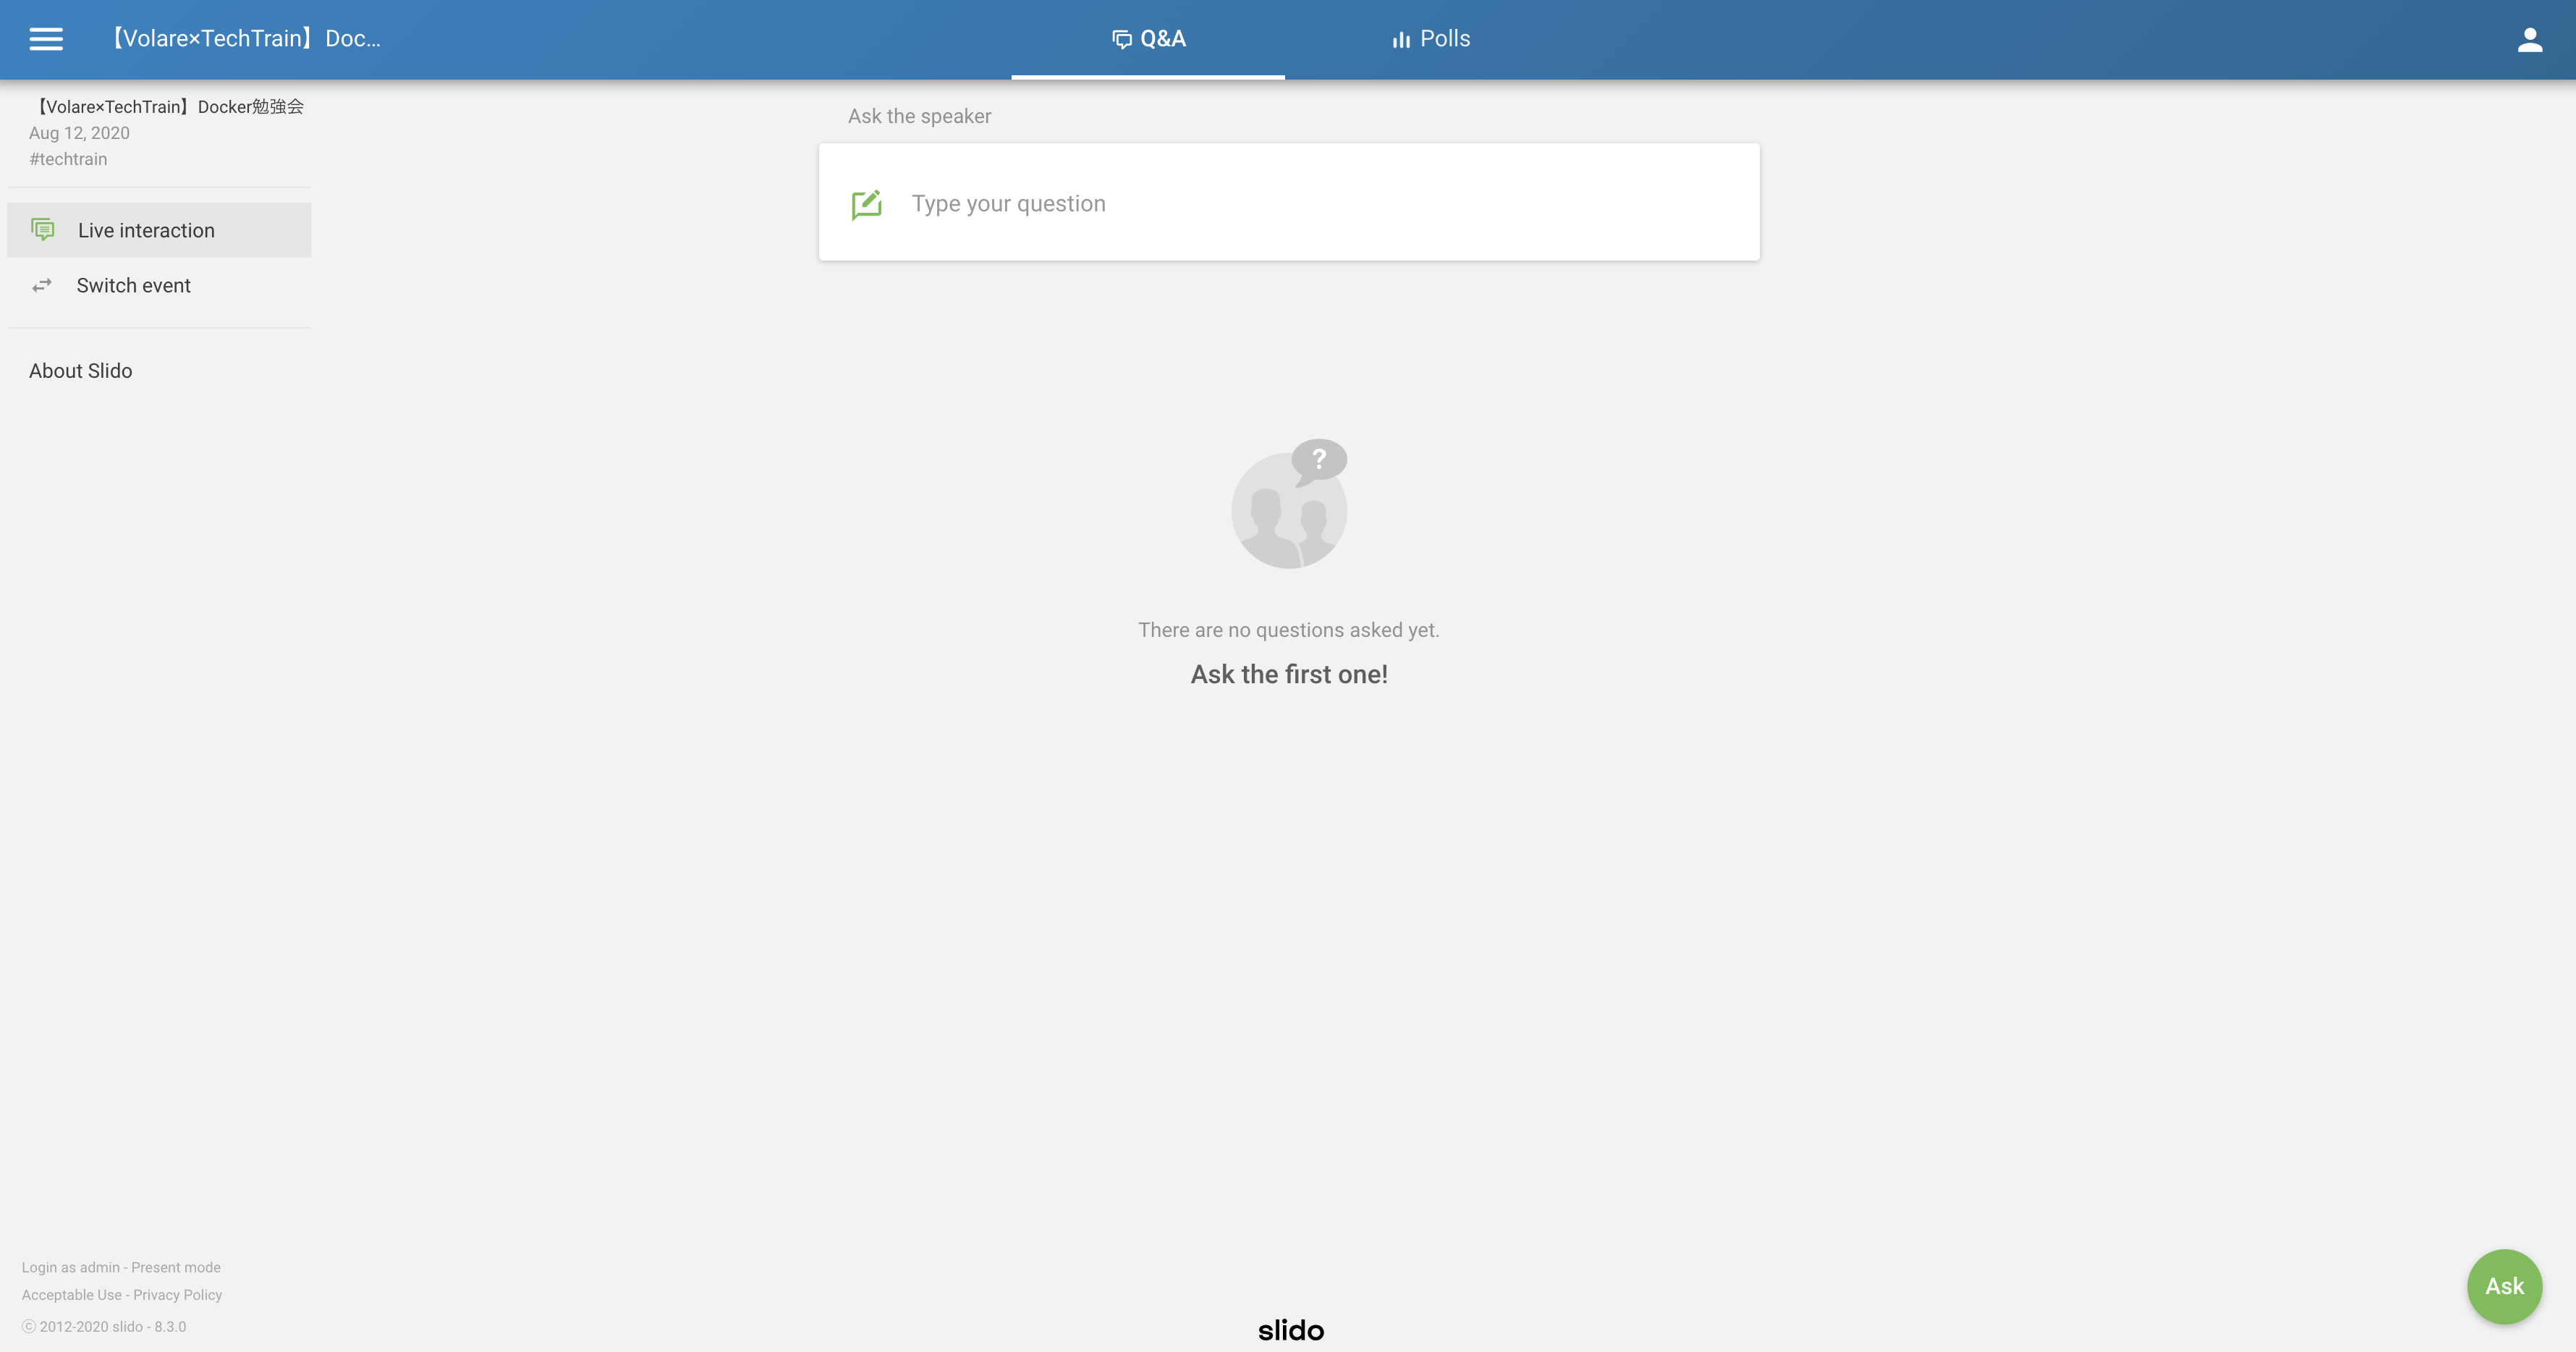 【Volare×TechTrain】Doc...
Q&A
Polls
【Volare×TechTrain】Docker勉強会
Aug 12, 2020
#techtrain
Live interaction
Switch event
About Slido
Ask the speaker
Type your question
?
There are no questions asked yet.
Ask the first one!
Login as admin - Present mode
Acceptable Use - Privacy Policy
© 2012-2020 slido - 8.3.0
slido
Ask